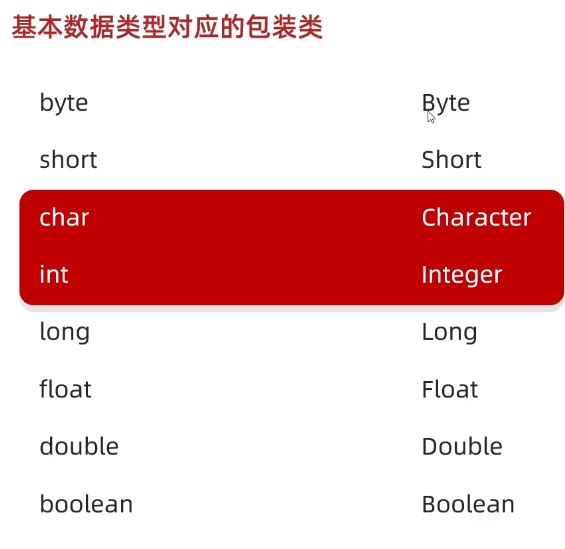 基本数据类型对应的包装类
byte Byte
short Short
char Character
int Integer
long Long
float Float
double Double
boolean Boolean